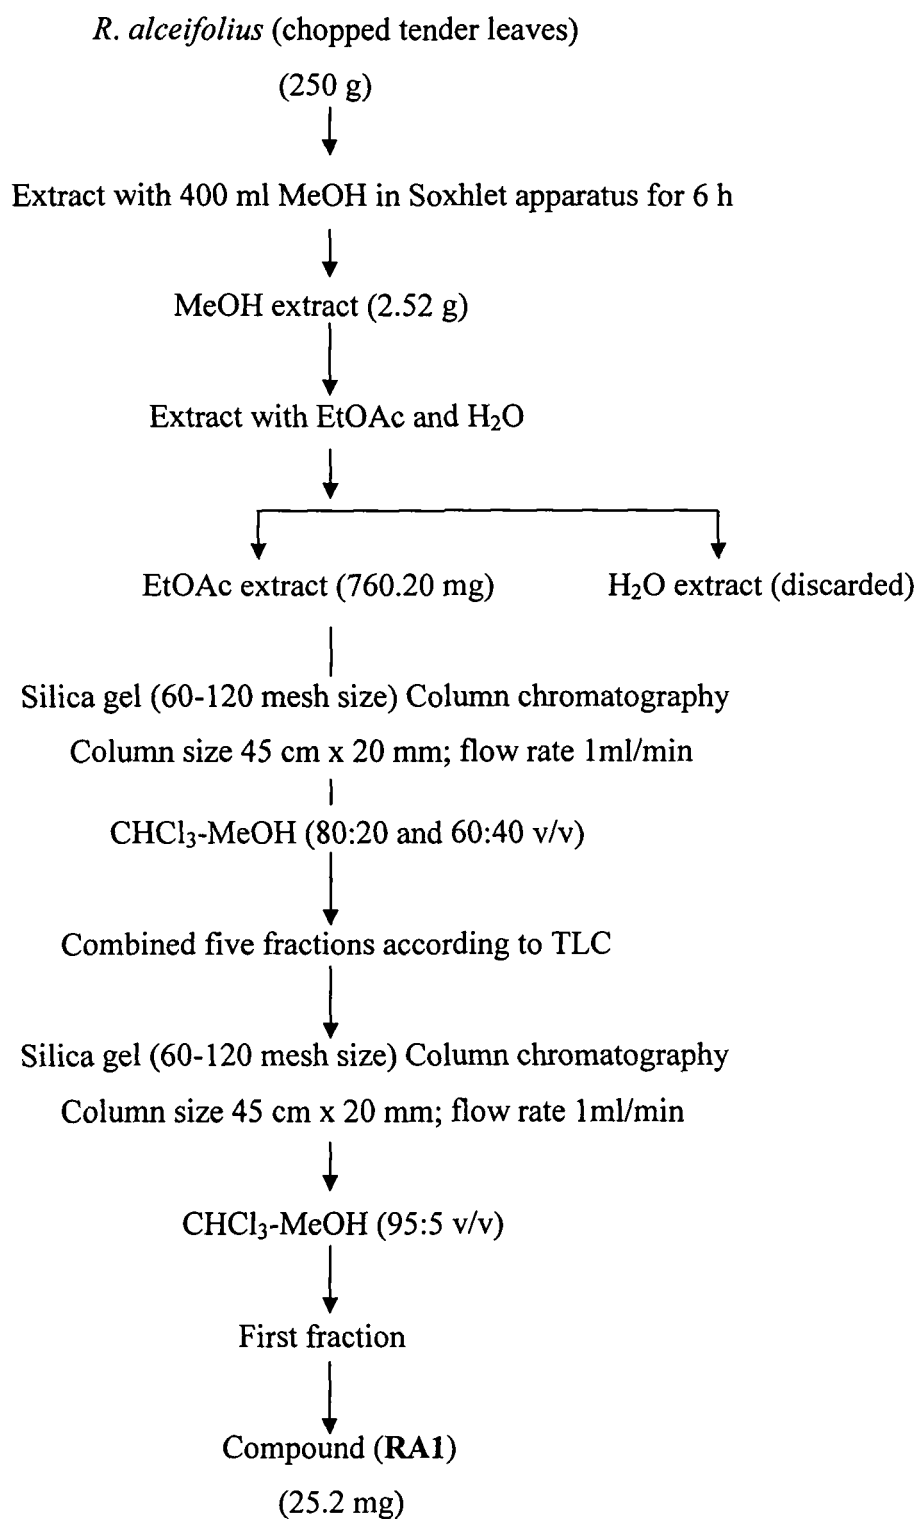 R. alceifolius (chopped tender leaves)
(250 g)
Extract with 400 ml MeOH in Soxhlet apparatus for 6 h
MeOH extract (2.52 g)
Extract with EtOAc and H₂O
EtOAc extract (760.20 mg) H₂O extract (discarded)
Silica gel (60-120 mesh size) Column chromatography
Column size 45 cm x 20 mm; flow rate 1ml/min
CHCl₃-MeOH (80:20 and 60:40 v/v)
Combined five fractions according to TLC
Silica gel (60-120 mesh size) Column chromatography
Column size 45 cm x 20 mm; flow rate 1ml/min
CHCl₃-MeOH (95:5 v/v)
First fraction
Compound (RA1)
(25.2 mg)